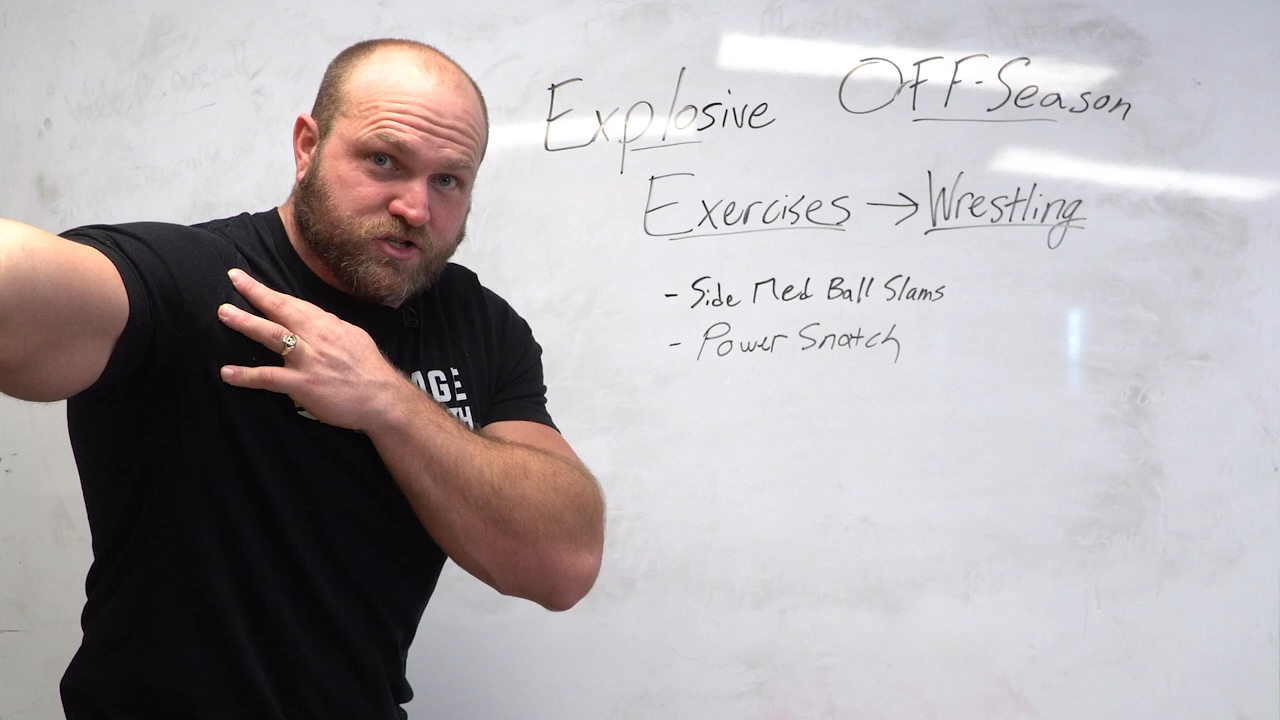 Explosive OFF-Season
Exercises → Wrestling
- Side Med Ball Slams
- Power Snatch
AGE
TH